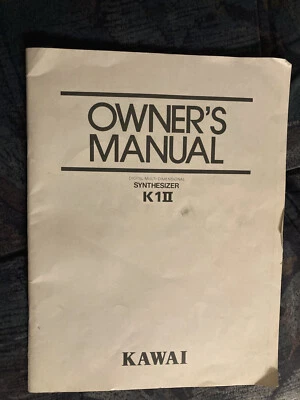 OWNER'S
MANUAL
DIGITAL MULTI-DIMENSIONAL
SYNTHESIZER
K1II
KAWAI